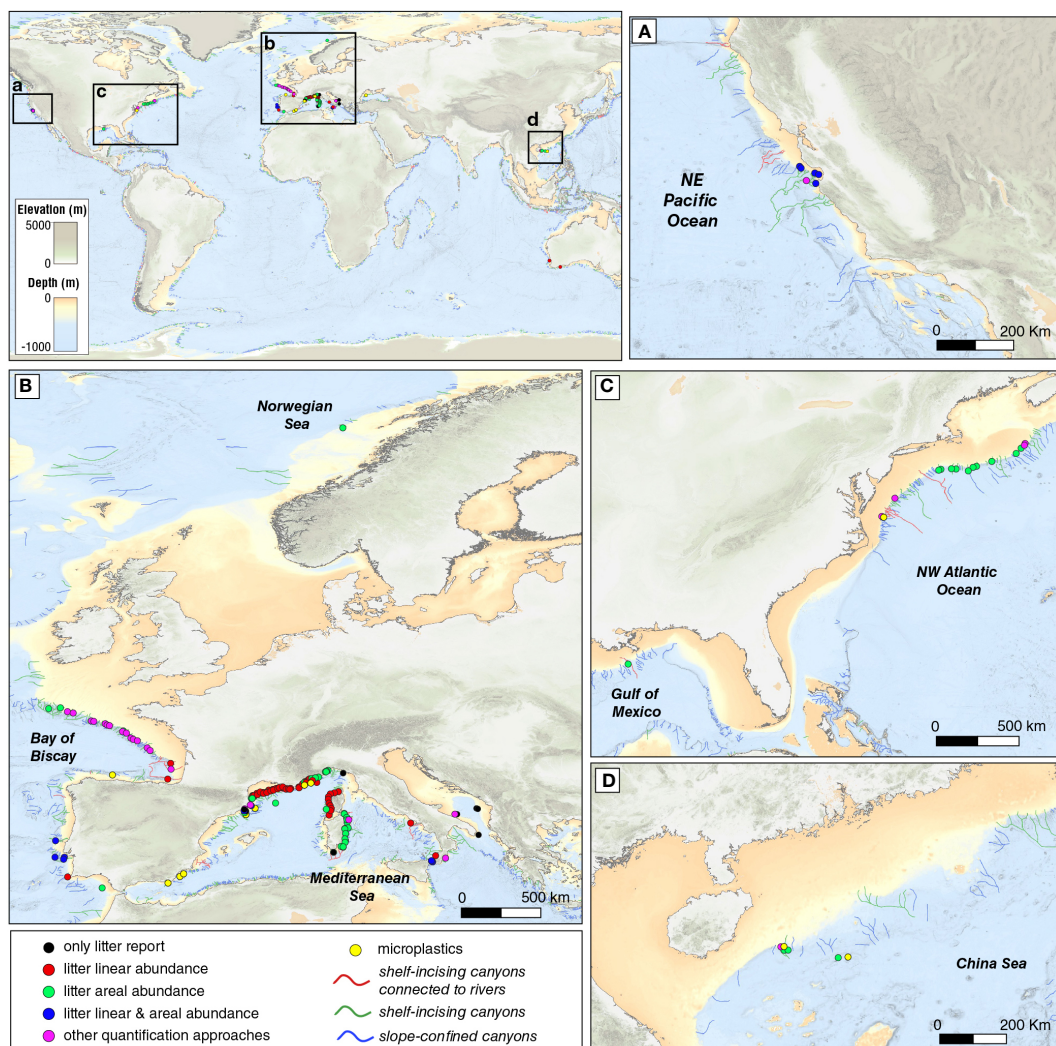 a
b
c
d
Elevation (m)
5000
0
Depth (m)
0
-1000
A
NE
Pacific
Ocean
0 200 Km
B
Norwegian
Sea
Bay of
Biscay
Mediterranean
Sea
0 500 km
C
NW Atlantic
Ocean
Gulf of
Mexico
0 500 km
D
China Sea
0 200 Km
only litter report
litter linear abundance
litter areal abundance
litter linear & areal abundance
other quantification approaches
microplastics
shelf-incising canyons
connected to rivers
shelf-incising canyons
slope-confined canyons